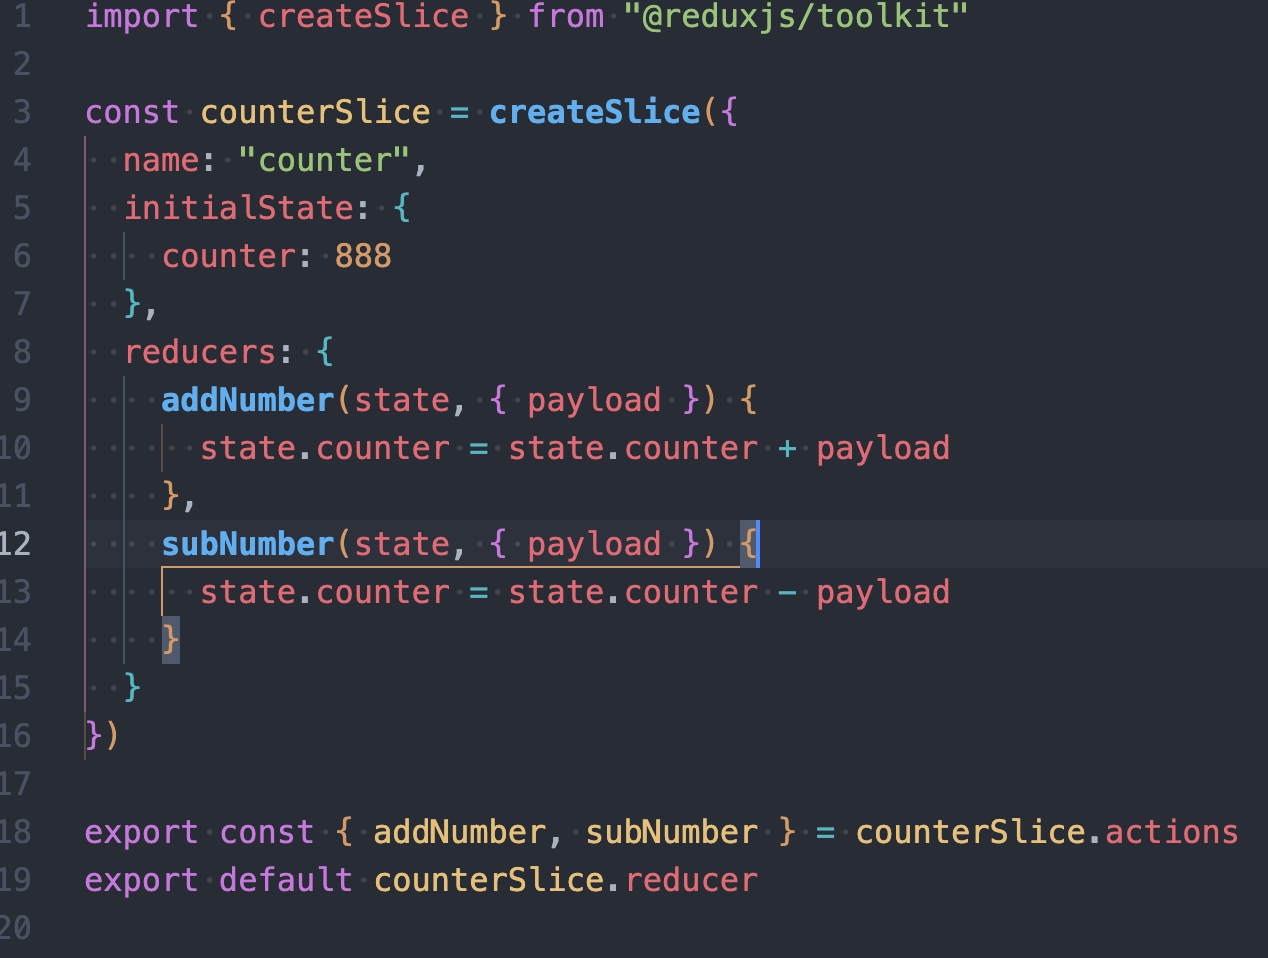 1 import { createSlice } from "@reduxjs/toolkit"
2
3 const counterSlice = createSlice({
4   name: "counter",
5   initialState: {
6     counter: 888
7   },
8   reducers: {
9     addNumber(state, { payload }) {
10       state.counter = state.counter + payload
11     },
12     subNumber(state, { payload }) {
13       state.counter = state.counter - payload
14     }
15   }
16 })
17
18 export const { addNumber, subNumber } = counterSlice.actions
19 export default counterSlice.reducer
20